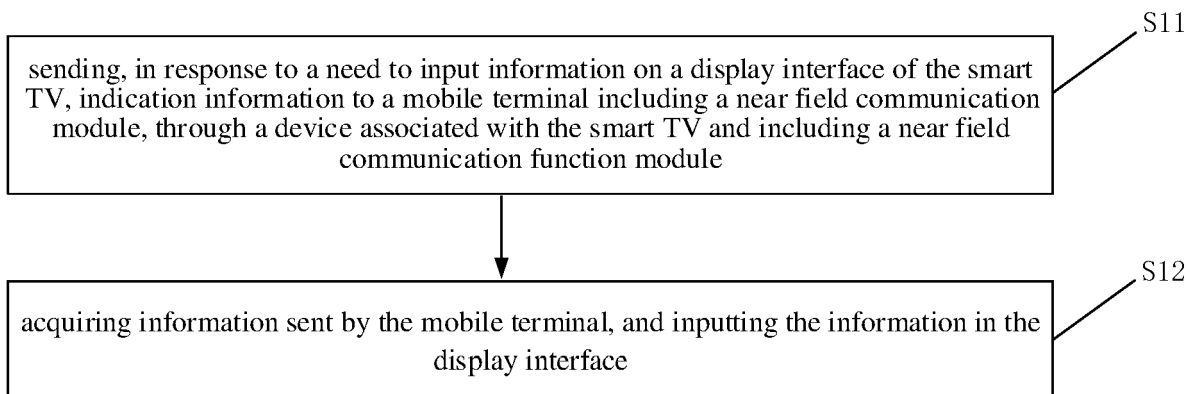 S11
sending, in response to a need to input information on a display interface of the smart
TV, indication information to a mobile terminal including a near field communication
module, through a device associated with the smart TV and including a near field
communication function module
S12
acquiring information sent by the mobile terminal, and inputting the information in the
display interface